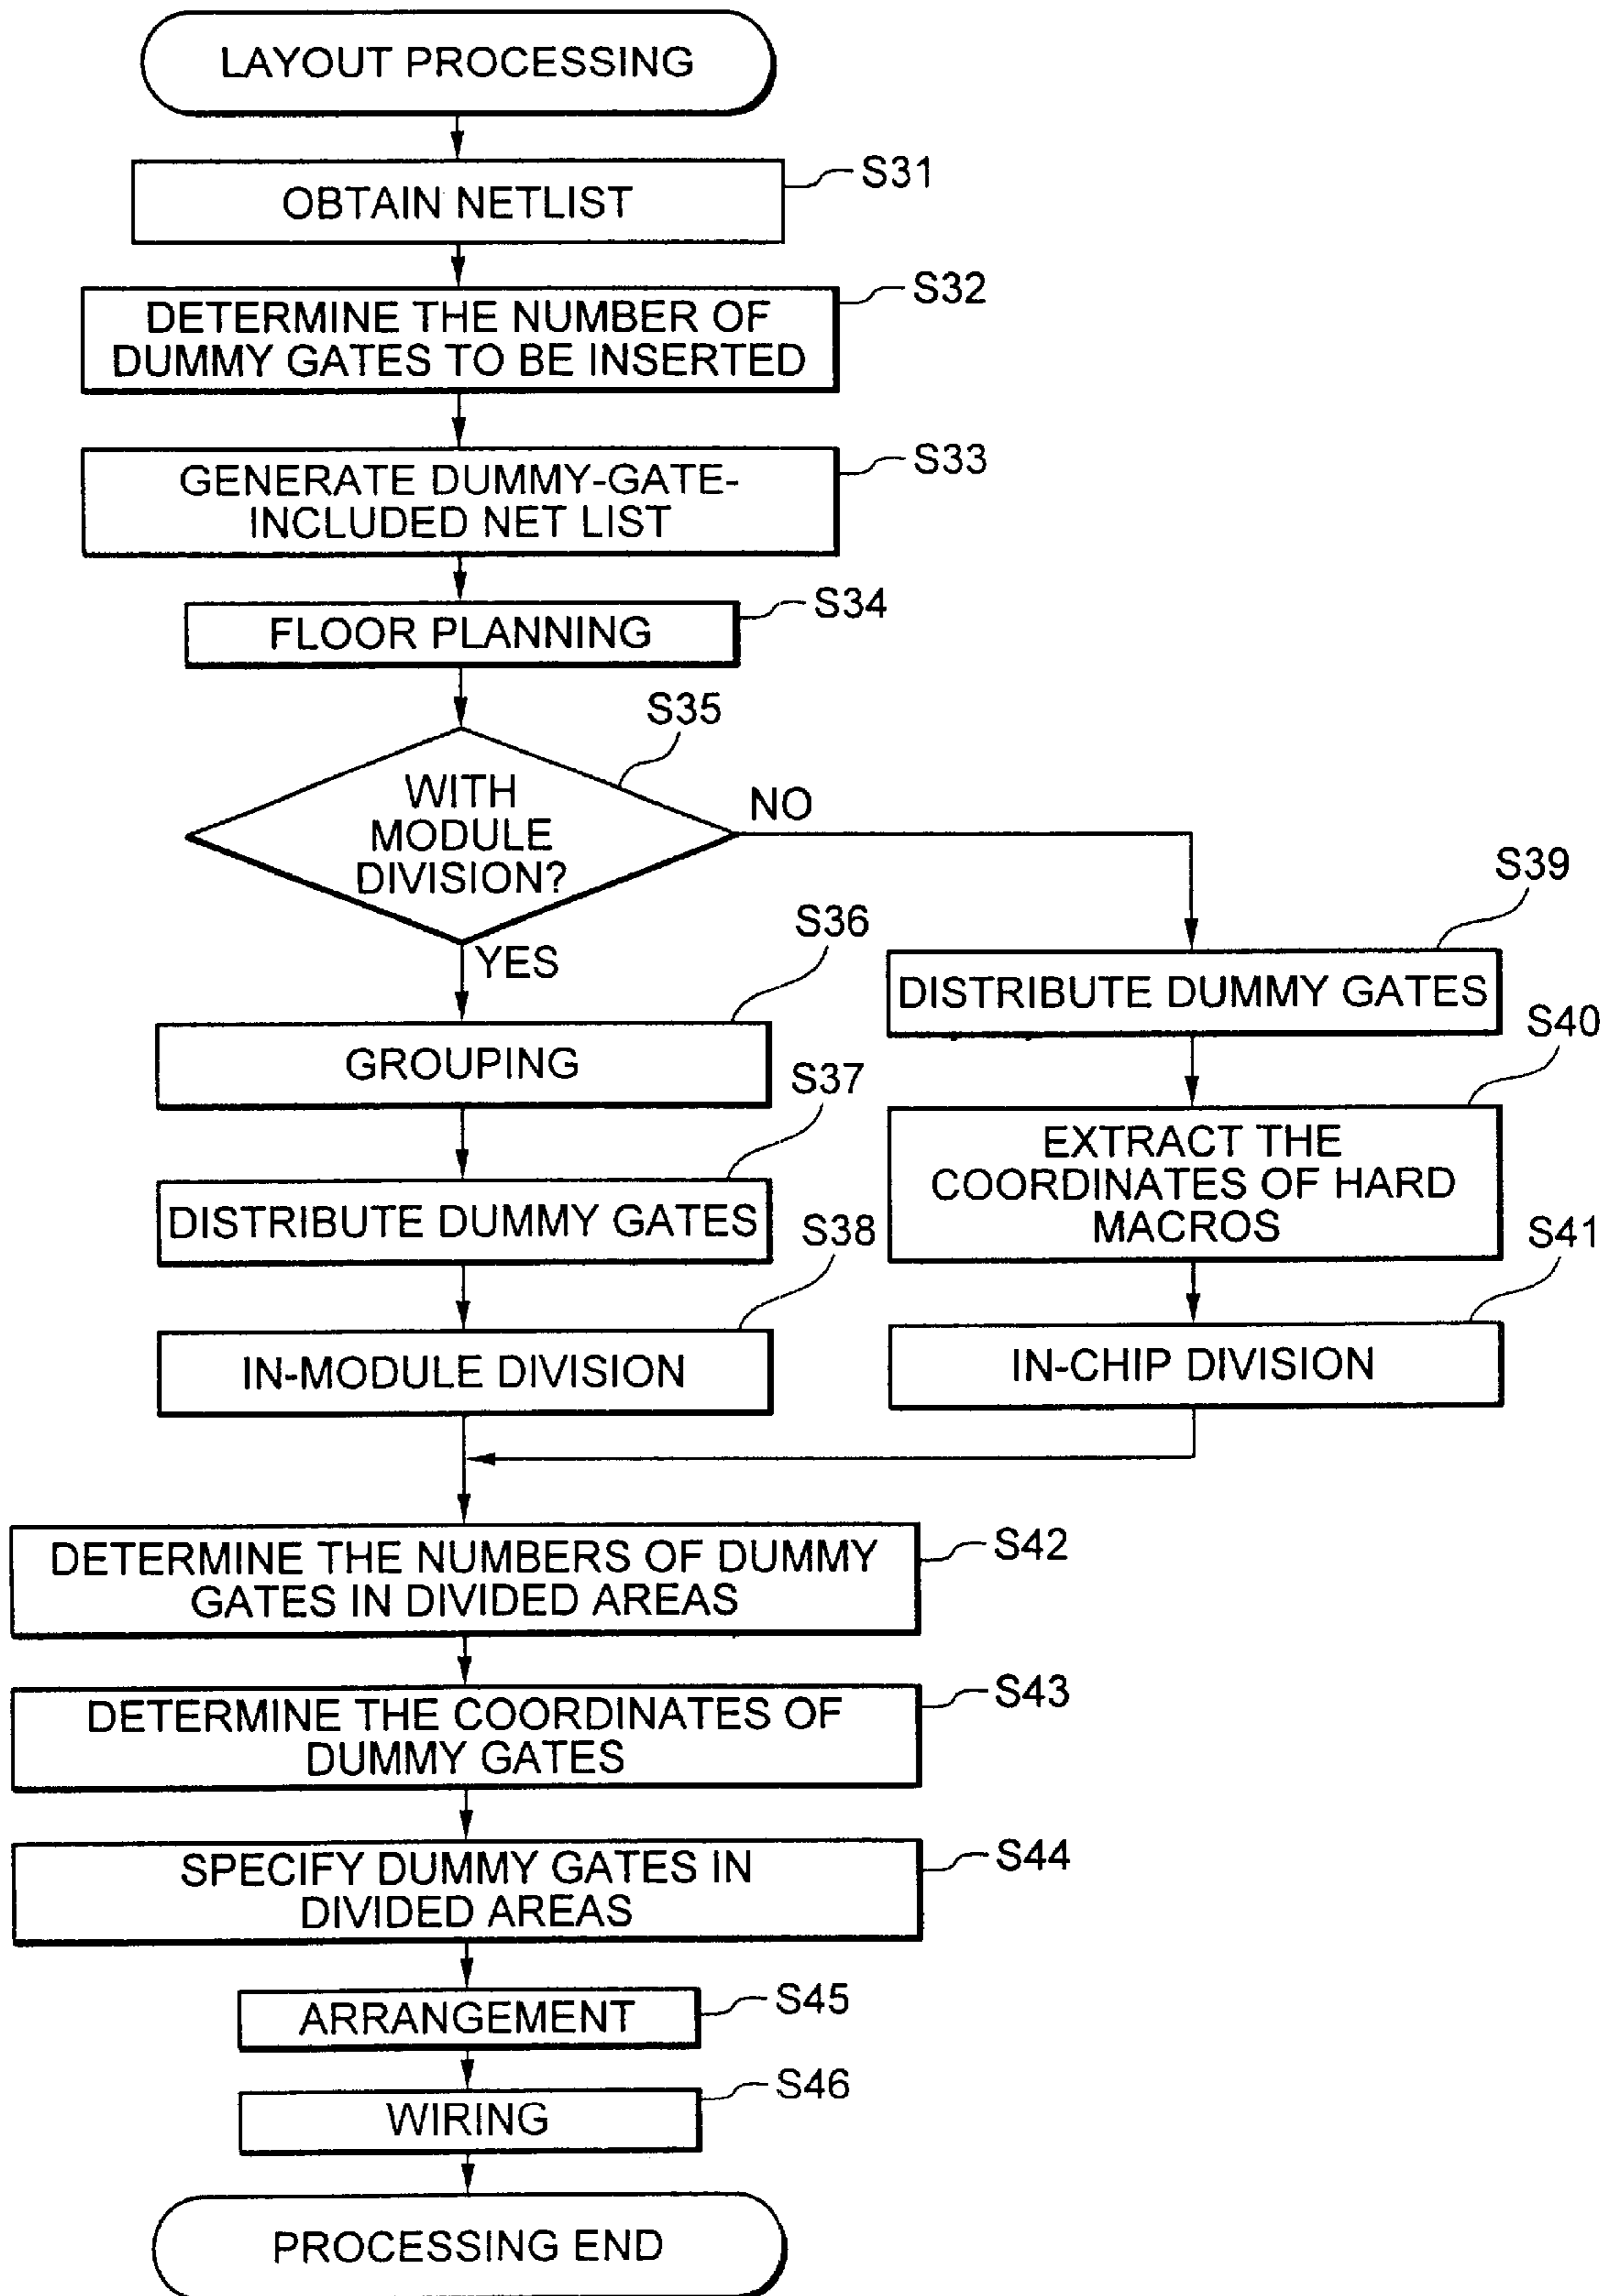 LAYOUT PROCESSING
S31
OBTAIN NETLIST
S32
DETERMINE THE NUMBER OF
DUMMY GATES TO BE INSERTED
S33
GENERATE DUMMY-GATE-
INCLUDED NET LIST
S34
FLOOR PLANNING
S35
WITH
MODULE
DIVISION?
NO
YES
S36
GROUPING
S37
DISTRIBUTE DUMMY GATES
S38
IN-MODULE DIVISION
S39
DISTRIBUTE DUMMY GATES
S40
EXTRACT THE
COORDINATES OF HARD
MACROS
S41
IN-CHIP DIVISION
S42
DETERMINE THE NUMBERS OF DUMMY
GATES IN DIVIDED AREAS
S43
DETERMINE THE COORDINATES OF
DUMMY GATES
S44
SPECIFY DUMMY GATES IN
DIVIDED AREAS
S45
ARRANGEMENT
S46
WIRING
PROCESSING END